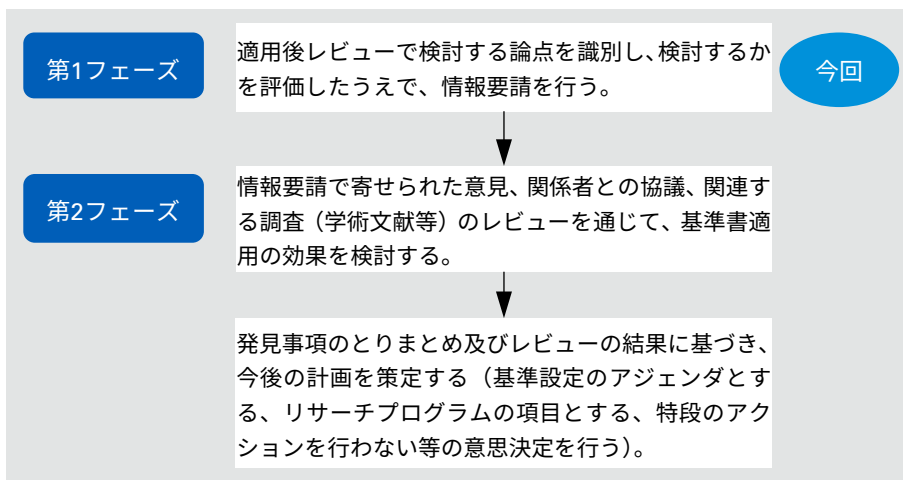 第1フェーズ
適用後レビューで検討する論点を識別し、検討するか
を評価したうえで、情報要請を行う。
今回
第2フェーズ
情報要請で寄せられた意見、関係者との協議、関連す
る調査（学術文献等）のレビューを通じて、基準書適
用の効果を検討する。
発見事項のとりまとめ及びレビューの結果に基づき、
今後の計画を策定する（基準設定のアジェンダとす
る、リサーチプログラムの項目とする、特段のアク
ションを行わない等の意思決定を行う）。